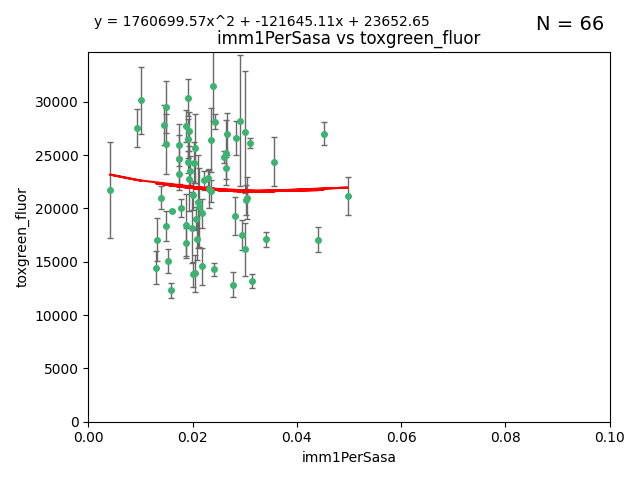 y = 1760699.57x^2 + -121645.11x + 23652.65
N = 66
imm1PerSasa vs toxgreen_fluor
30000
25000
20000
15000
10000
5000
0
toxgreen_fluor
0.00 0.02 0.04 0.06 0.08 0.10
imm1PerSasa